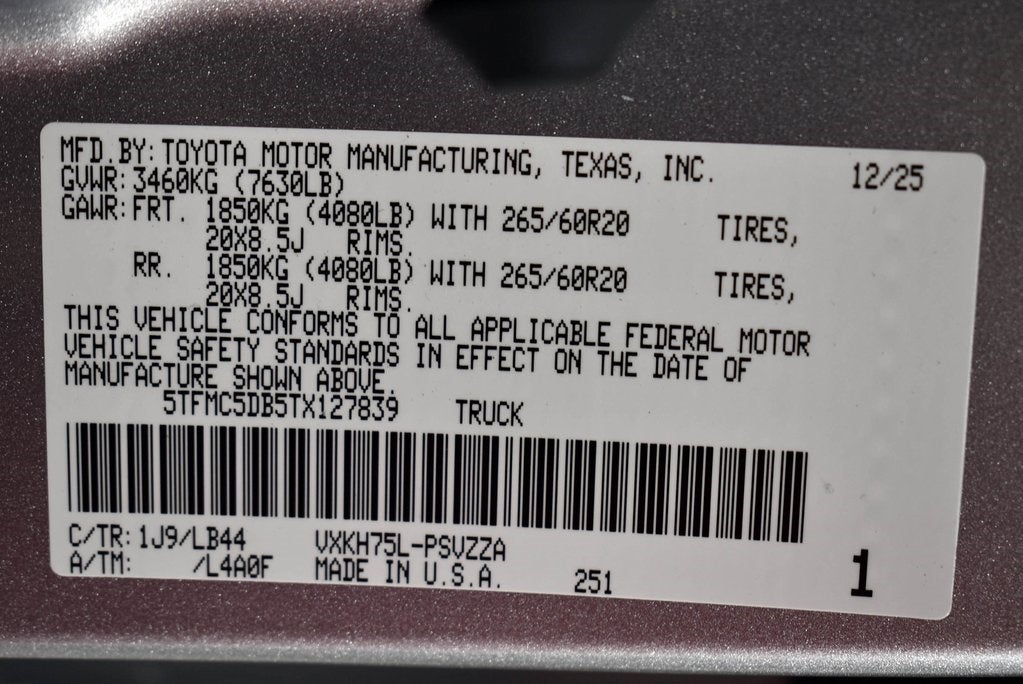 MFD.BY: TOYOTA MOTOR MANUFACTURING, TEXAS, INC. 12/25
GVWR: 3460KG (7630LB)
GAWR: FRT. 1850KG (4080LB) WITH 265/60R20 TIRES,
20X8.5J RIMS.
RR. 1850KG (4080LB) WITH 265/60R20 TIRES,
20X8.5J RIMS.
THIS VEHICLE CONFORMS TO ALL APPLICABLE FEDERAL MOTOR
VEHICLE SAFETY STANDARDS IN EFFECT ON THE DATE OF
MANUFACTURE SHOWN ABOVE.
5TFMC5DB5TX127839 TRUCK
C/TR: 1J9/LB44 VXKH75L-PSVZZA
A/TM: /L4A0F MADE IN U.S.A. 251 1